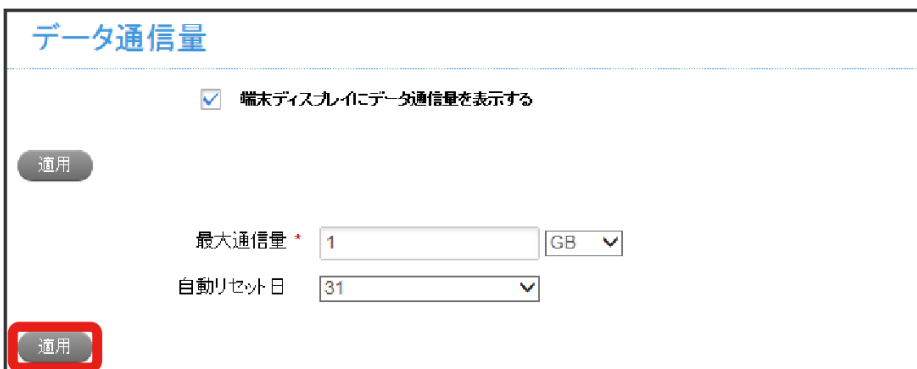 データ通信量
端末ディスプレイにデータ通信量を表示する
適用
最大通信量 * 1 GB
自動リセット日 31
適用